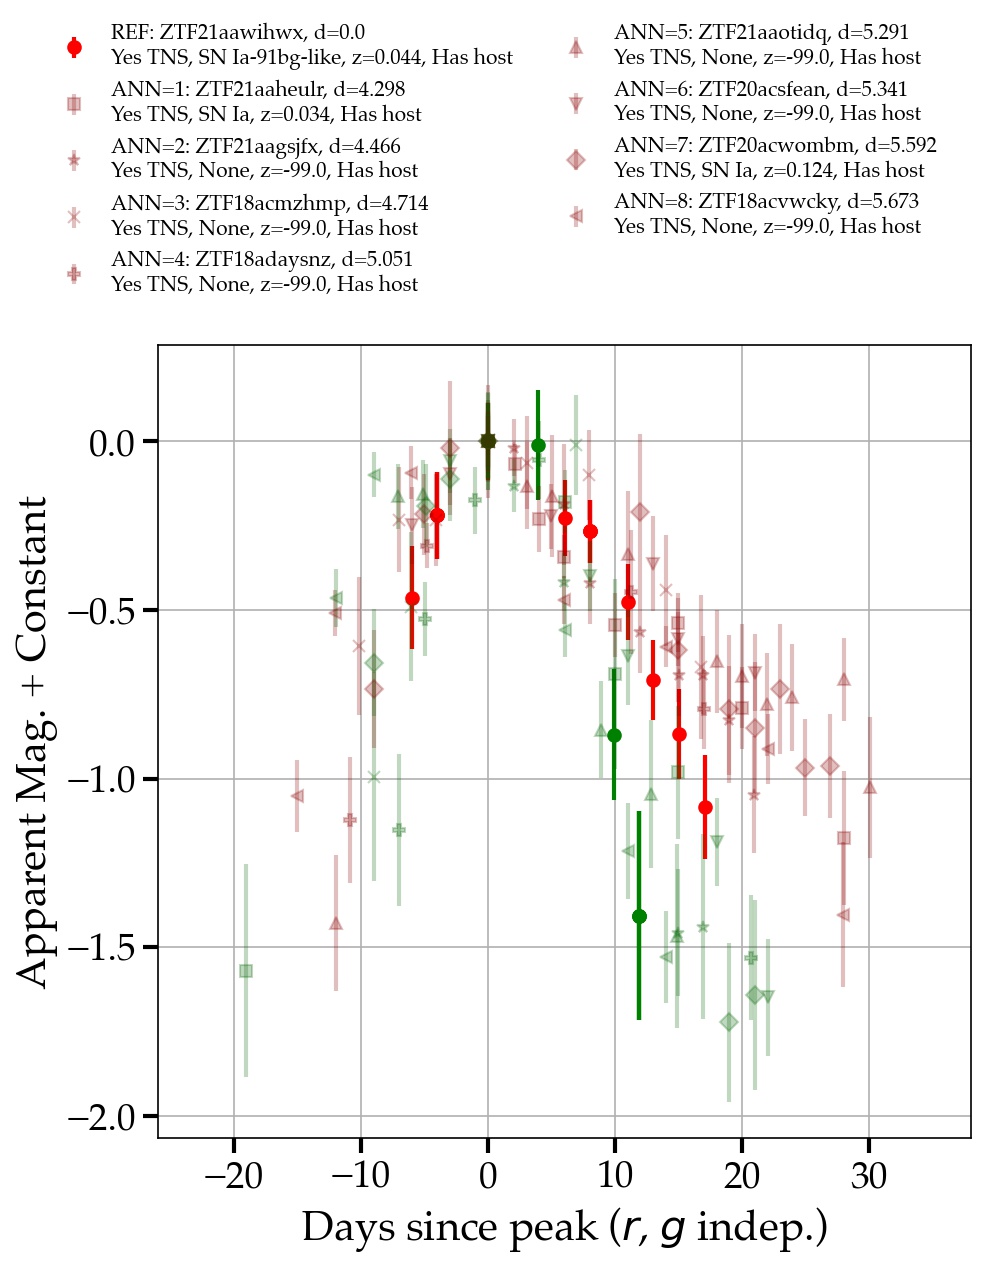 REF: ZTF21aawihwx, d=0.0
Yes TNS, SN Ia-91bg-like, z=0.044, Has host
ANN=1: ZTF21aaheulr, d=4.298
Yes TNS, SN Ia, z=0.034, Has host
ANN=2: ZTF21aagsjfx, d=4.466
Yes TNS, None, z=-99.0, Has host
ANN=3: ZTF18acmzhmp, d=4.714
Yes TNS, None, z=-99.0, Has host
ANN=4: ZTF18adaysnz, d=5.051
Yes TNS, None, z=-99.0, Has host
ANN=5: ZTF21aaotidq, d=5.291
Yes TNS, None, z=-99.0, Has host
ANN=6: ZTF20acsfean, d=5.341
Yes TNS, None, z=-99.0, Has host
ANN=7: ZTF20acwombm, d=5.592
Yes TNS, SN Ia, z=0.124, Has host
ANN=8: ZTF18acvwcky, d=5.673
Yes TNS, None, z=-99.0, Has host
Apparent Mag. + Constant
0.0
−0.5
−1.0
−1.5
−2.0
−20
−10
0
10
20
30
Days since peak (r, g indep.)